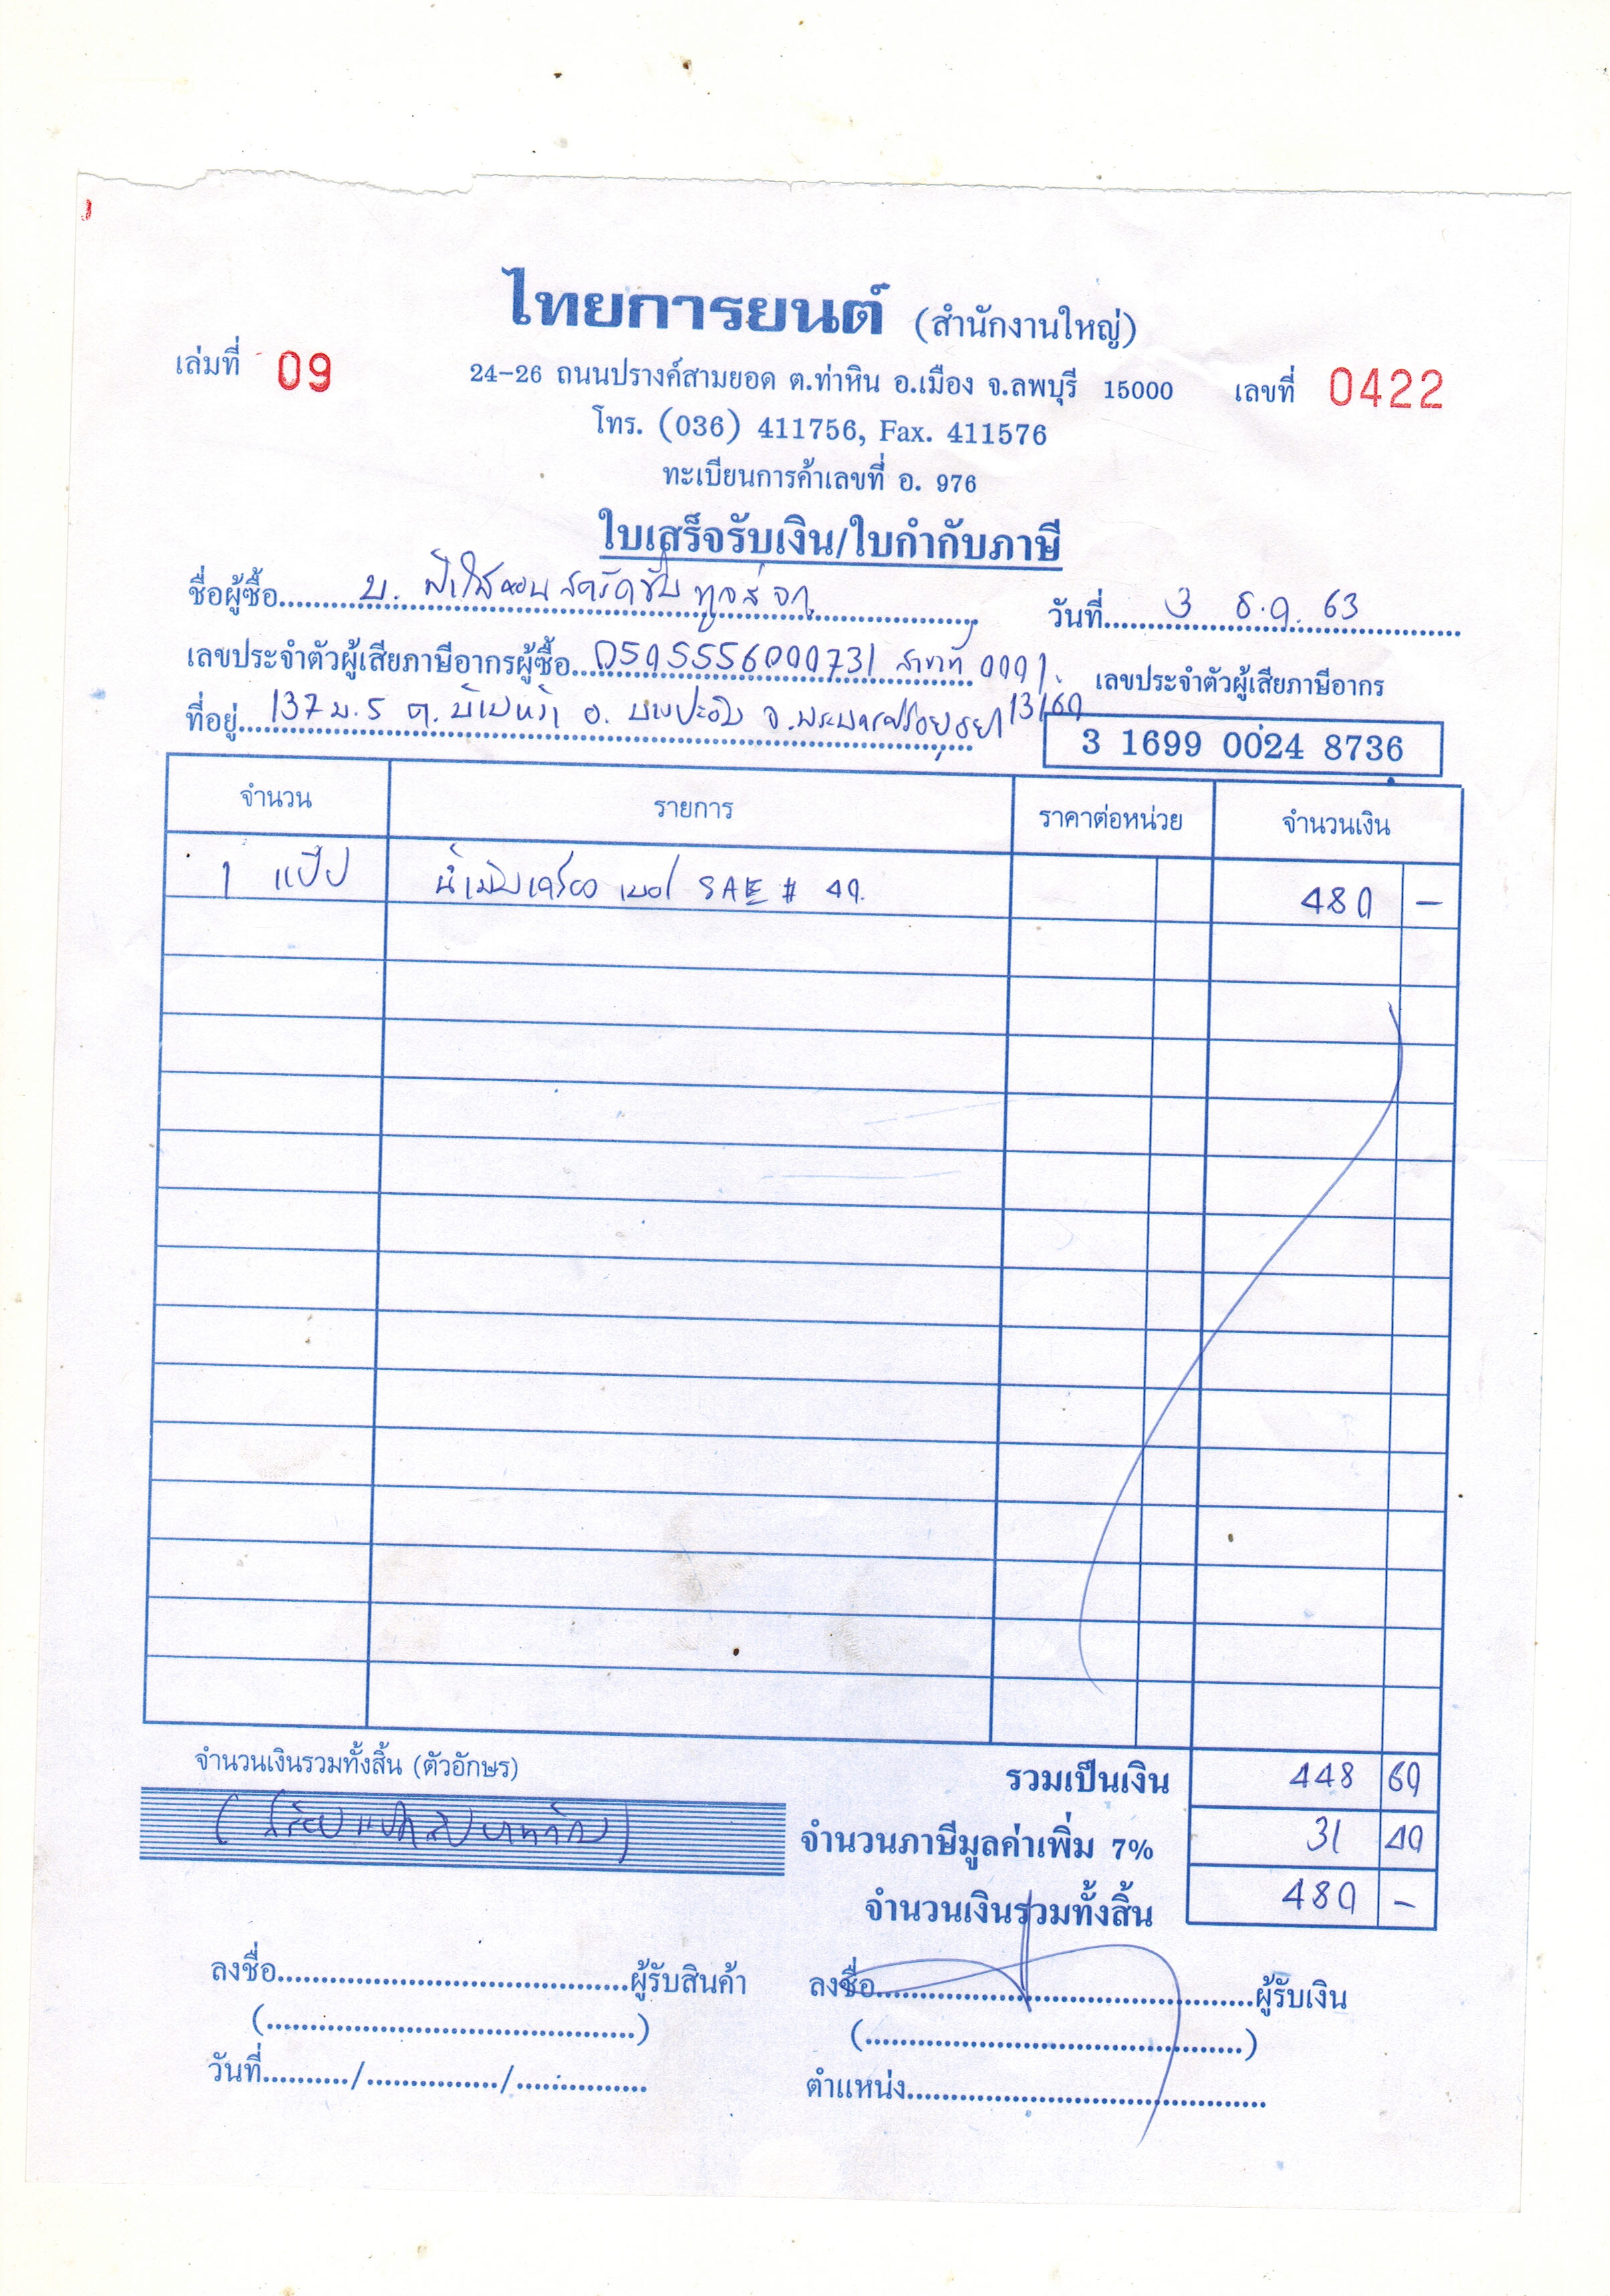 ไทยการยนต์ (สำนักงานใหญ่)
เล่มที่ 09
24-26 ถนนปรางค์สามยอด ต.ท่าหิน อ.เมือง จ.ลพบุรี 15000
เลขที่ 0422
โทร. (036) 411756, Fax. 411576
ทะเบียนการค้าเลขที่ อ. 976
ใบเสร็จรับเงิน/ใบกำกับภาษี
ชื่อผู้ซื้อ บ.
วันที่ 3 ธ.ค. 63
เลขประจำตัวผู้เสียภาษีอากรผู้ซื้อ 0505556000731 สาขาที่ 0001
เลขประจำตัวผู้เสียภาษีอากร
ที่อยู่ 137 ม.5 ต. บ้านหว้า อ. บางปะอิน จ.พระนครศรีอยุธยา 13160
3 1699 0024 8736
จำนวน รายการ ราคาต่อหน่วย จำนวนเงิน
1 แป๊ป น้ำมันเครื่อง เบอร์ SAE # 40 480 -
จำนวนเงินรวมทั้งสิ้น (ตัวอักษร)
รวมเป็นเงิน 448 60
(สี่ร้อยแปดสิบบาทถ้วน)
จำนวนภาษีมูลค่าเพิ่ม 7% 31 40
จำนวนเงินรวมทั้งสิ้น 480 -
ลงชื่อ ผู้รับสินค้า ลงชื่อ ผู้รับเงิน
( ) ( )
วันที่ / / ตำแหน่ง